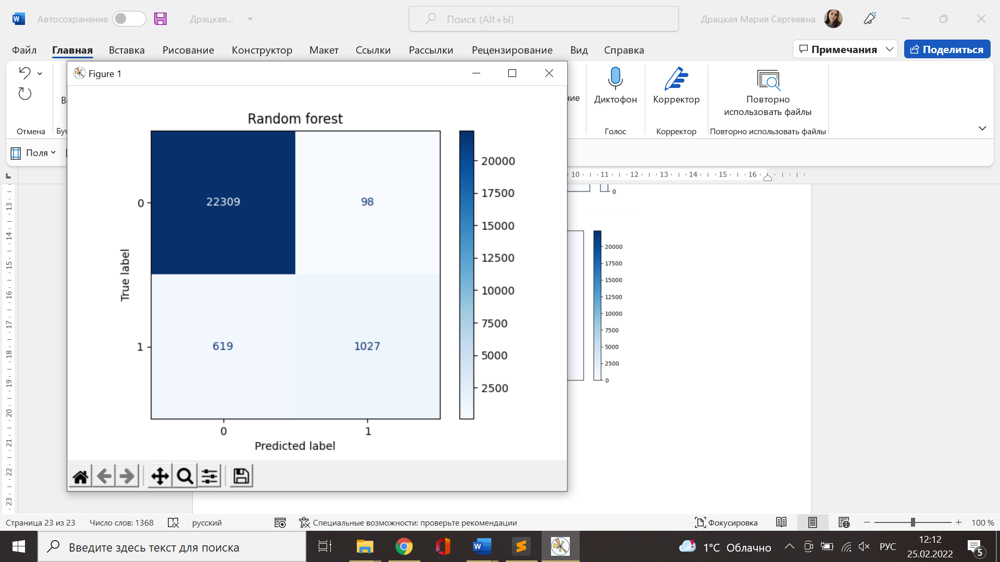 Автосохранение
Драцкая...
Поиск (Alt+Ы)
Драцкая Мария Сергеевна
Файл Главная Вставка Рисование Конструктор Макет Ссылки Рассылки Рецензирование Вид Справка
Примечания
Поделиться
Figure 1
Диктофон
Корректор
Повторно использовать файлы
Отмена
Голос
Корректор
Повторно использовать файлы
Поля
10 11 12 13 14 15 16
Random forest
22309
98
619
1027
0
1
True label
0
1
Predicted label
20000
17500
15000
12500
10000
7500
5000
2500
0
20000
17500
15000
12500
10000
7500
5000
2500
0
13
14
15
16
17
18
19
20
21
22
23
Страница 23 из 23
Число слов: 1368
русский
Специальные возможности: проверьте рекомендации
Фокусировка
100 %
Введите здесь текст для поиска
1°C Облачно
РУС
12:12
25.02.2022
5